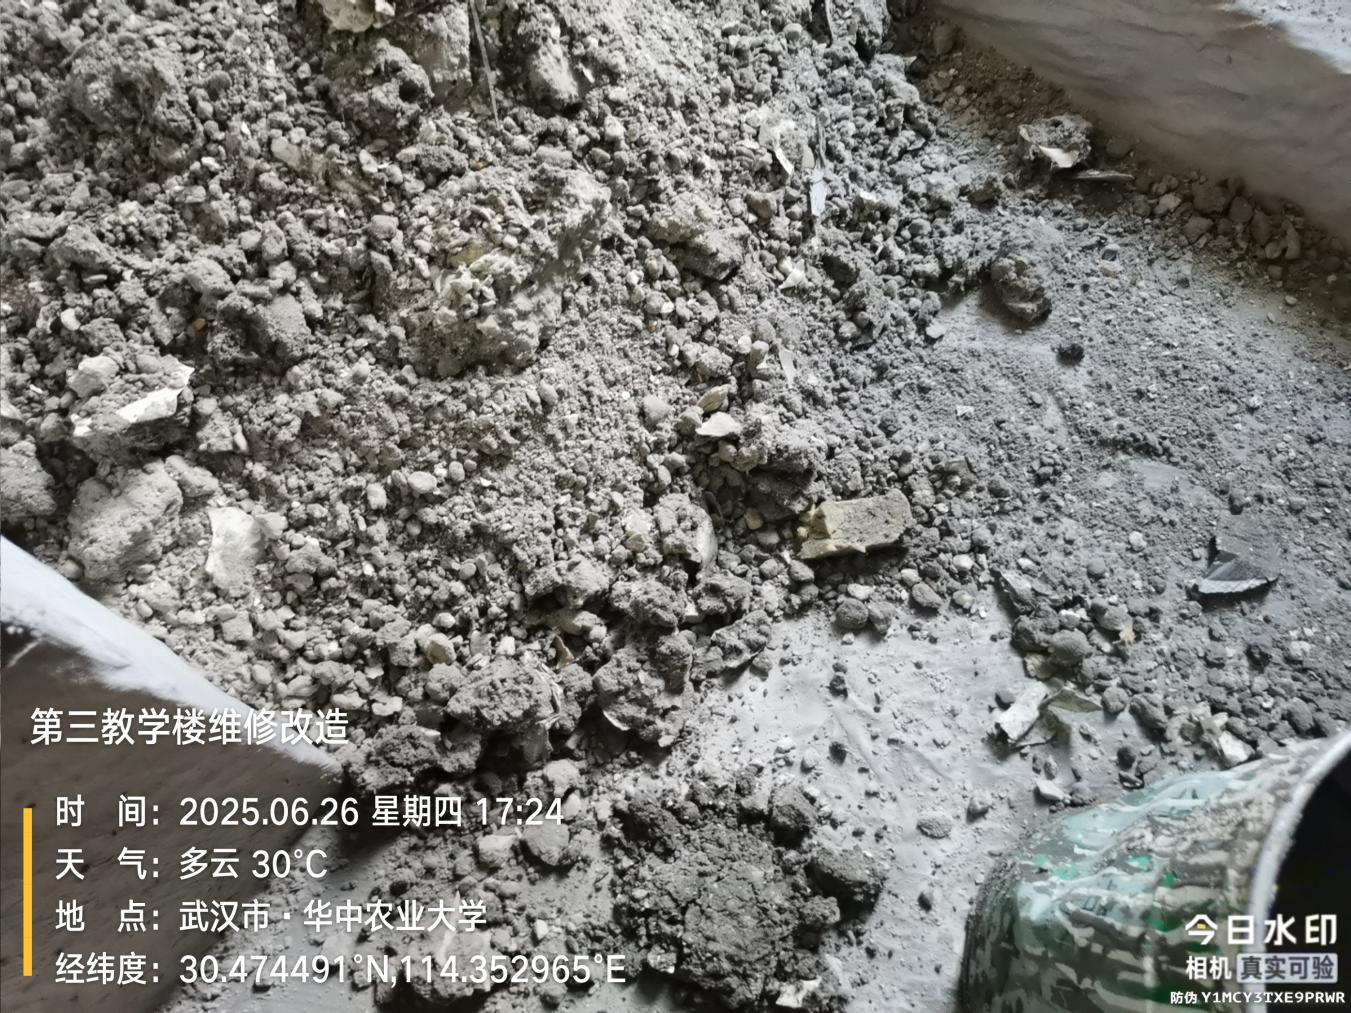 第三教学楼维修改造
时 间：2025.06.26 星期四 17:24
天 气：多云 30°C
地 点：武汉市·华中农业大学
经纬度：30.474491°N,114.352965°E
今日水印
相机 真实可验
防伪 Y1MCY3TXE9PRWR